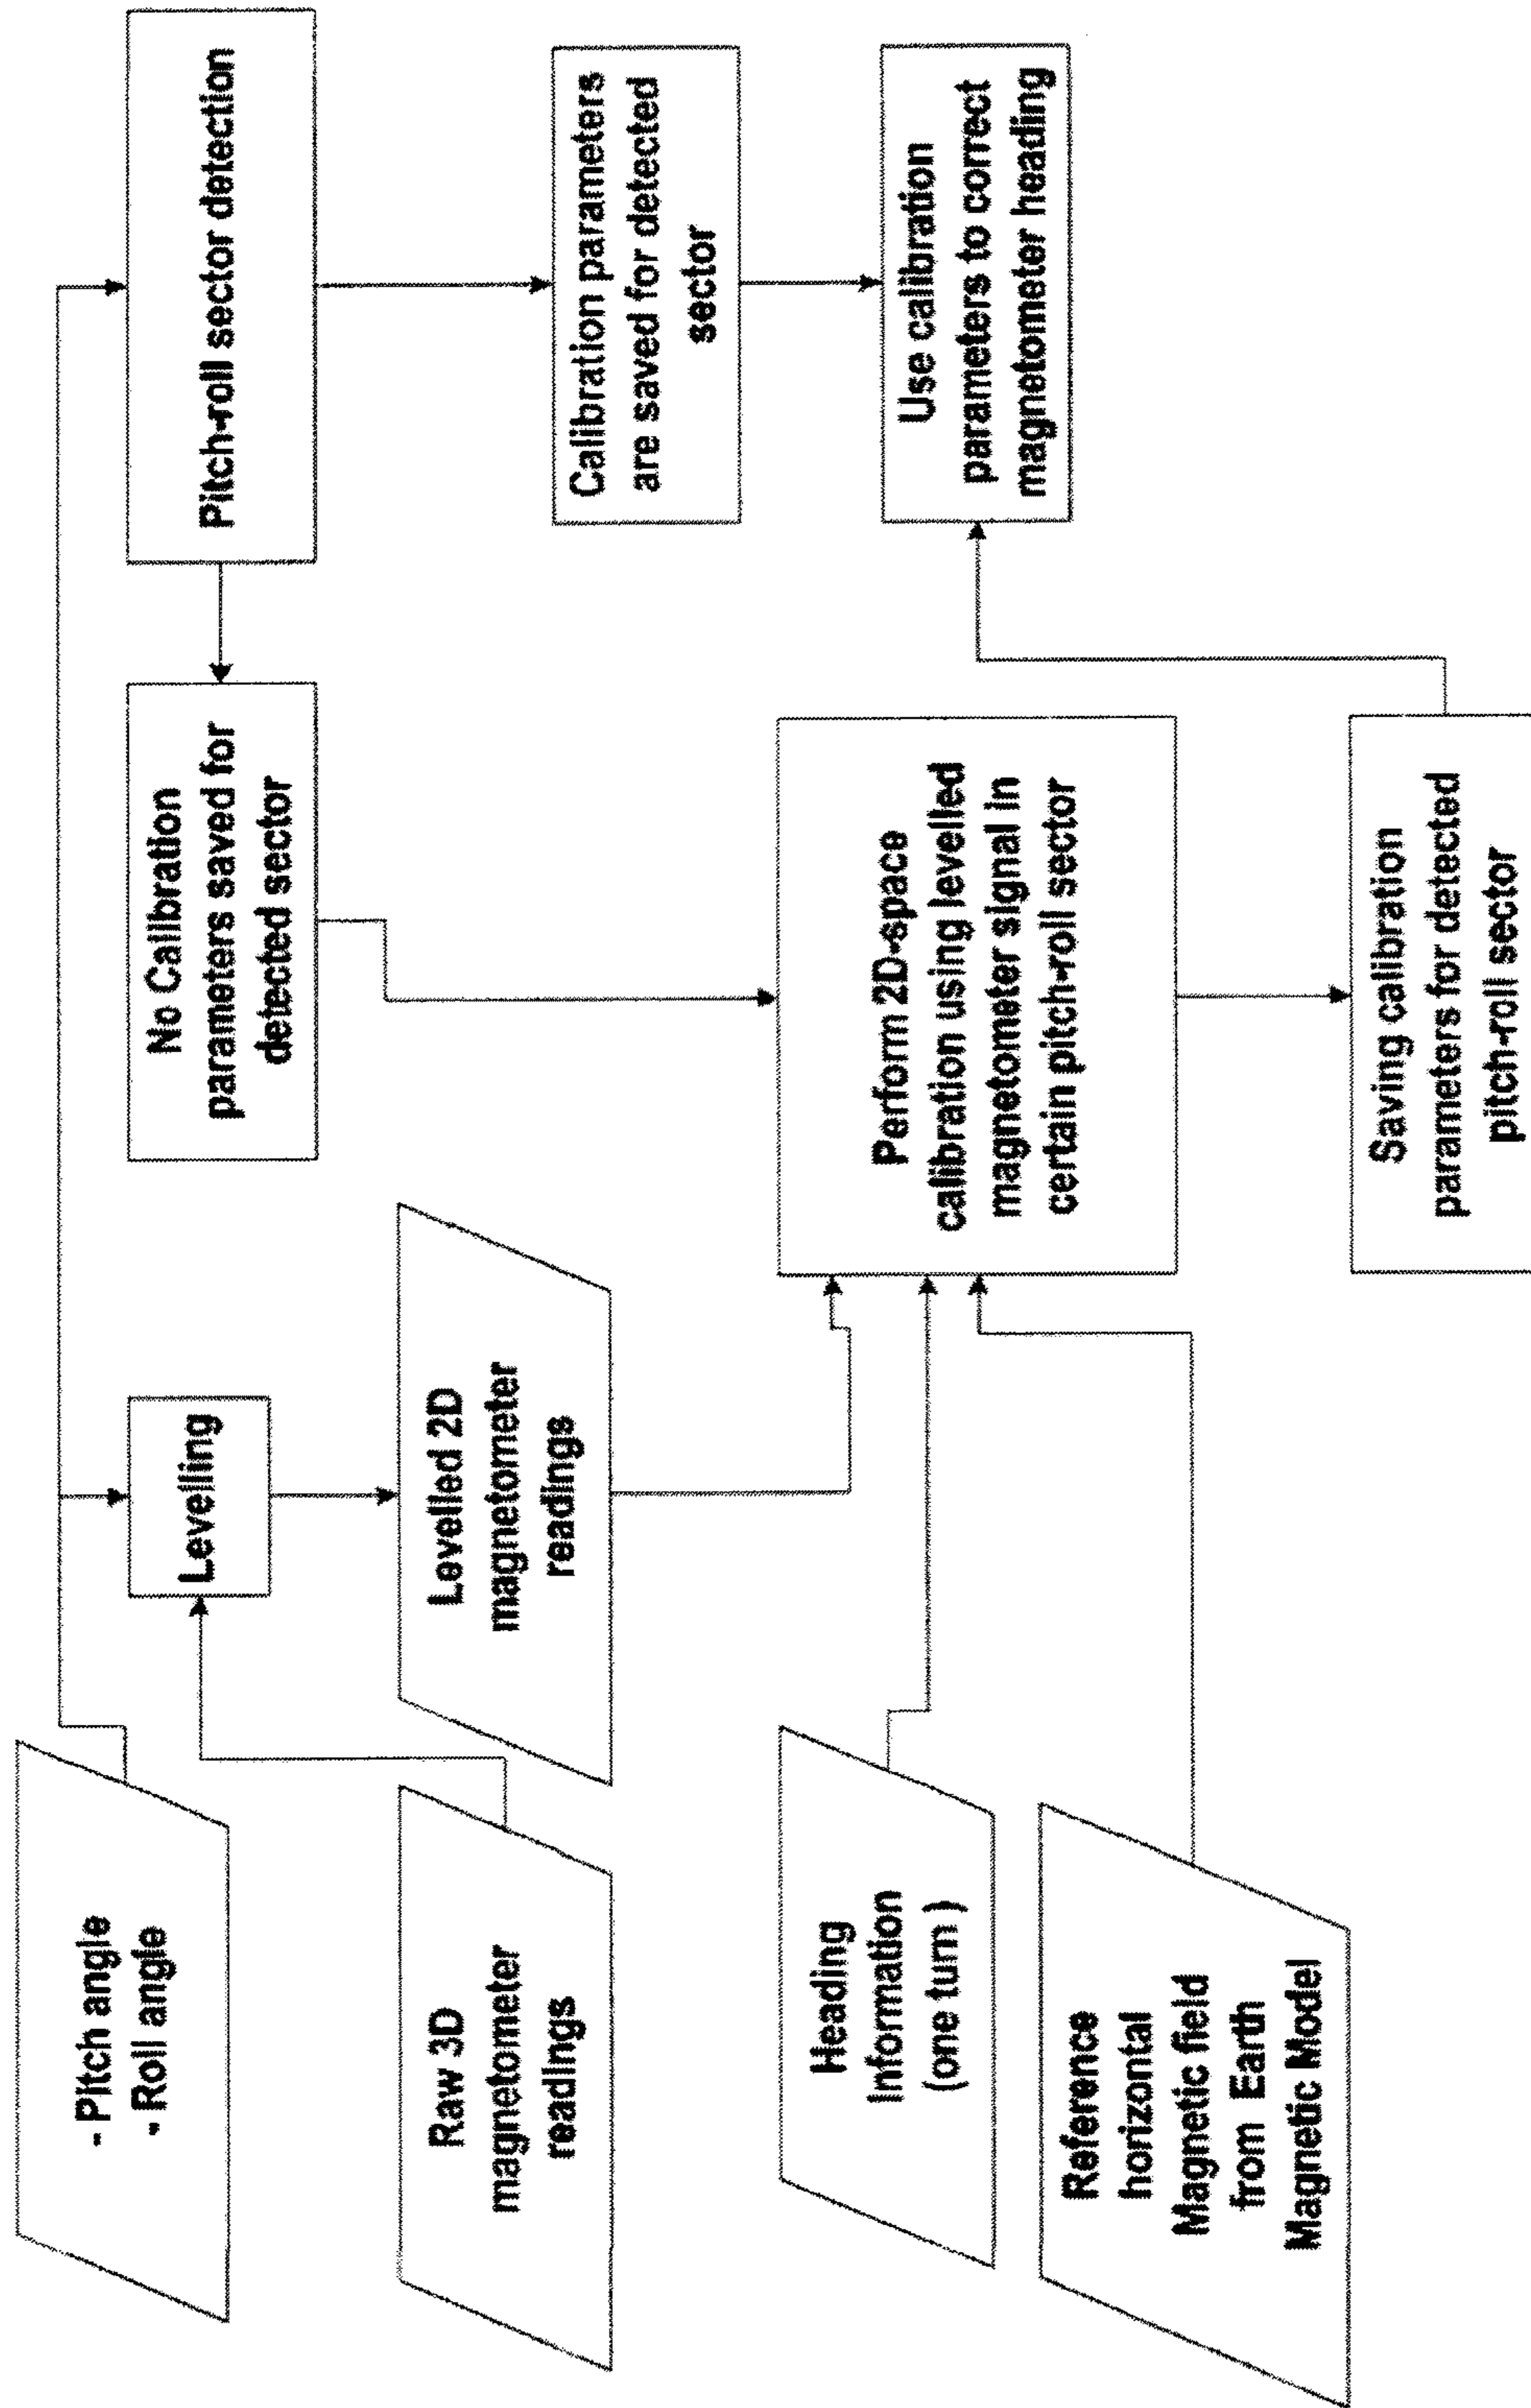 - Pitch angle
- Roll angle
Raw 3D
magnetometer
readings
Levelling
Levelled 2D
magnetometer
readings
Heading
Information
(one turn )
Reference
horizontal
Magnetic field
from Earth
Magnetic Model
No Calibration
parameters saved for
detected sector
Perform 2D-space
calibration using levelled
magnetometer signal in
certain pitch-roll sector
Saving calibration
parameters for detected
pitch-roll sector
Pitch-roll sector detection
Calibration parameters
are saved for detected
sector
Use calibration
parameters to correct
magnetometer heading